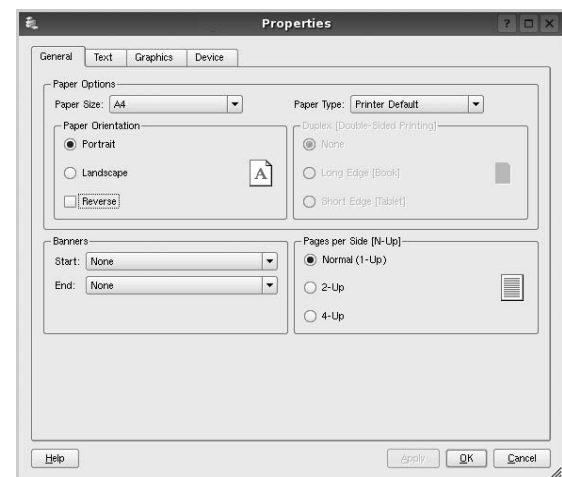 Properties
General Text Graphics Device
Paper Options
Paper Size: A4 Paper Type: Printer Default
Paper Orientation Duplex [Double-Sided Printing]
Portrait None
Landscape A Long Edge [Book]
Reverse Short Edge [Tablet]
Banners Pages per Side [N-Up]
Start: None Normal (1-Up)
End: None 2-Up
4-Up
Help Apply OK Cancel